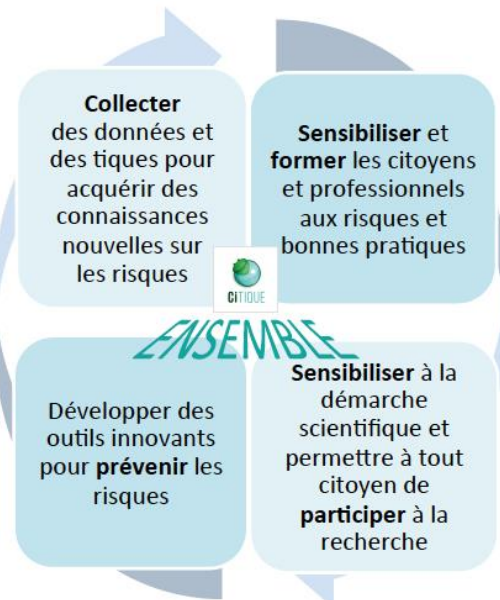 Collecter
des données et
des tiques pour
acquérir des
connaissances
nouvelles sur
les risques
Sensibiliser et
former les citoyens
et professionnels
aux risques et
bonnes pratiques
CiTIQUE
ENSEMBLE
Développer des
outils innovants
pour prévenir les
risques
Sensibiliser à la
démarche
scientifique et
permettre à tout
citoyen de
participer à la
recherche